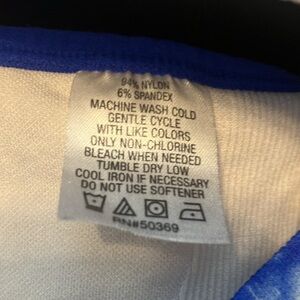 94% NYLON
6% SPANDEX
MACHINE WASH COLD
GENTLE CYCLE
WITH LIKE COLORS
ONLY NON-CHLORINE
BLEACH WHEN NEEDED
TUMBLE DRY LOW
COOL IRON IF NECESSARY
DO NOT USE SOFTENER
RN#50369